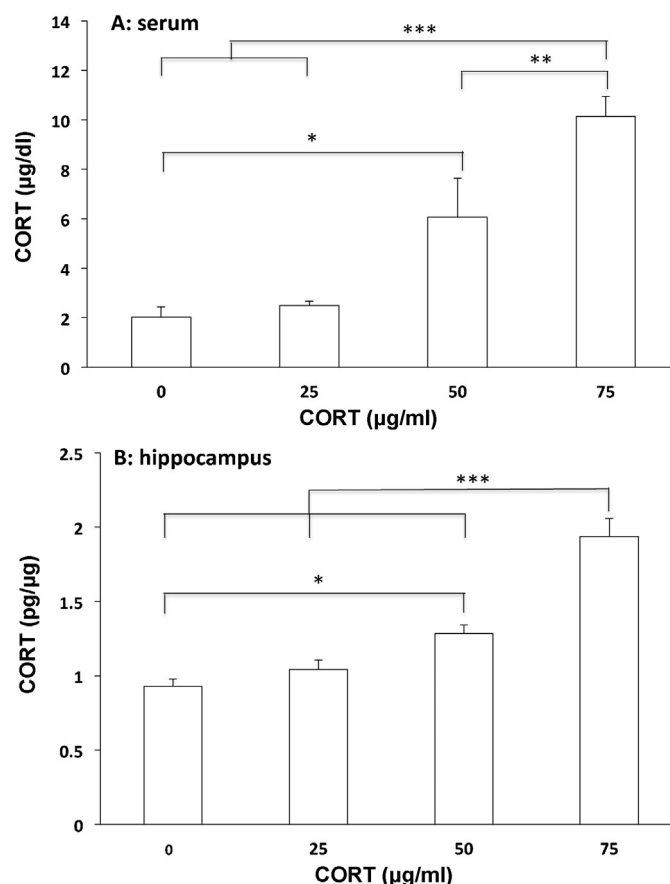 A: serum
14
12
10
8
6
4
2
0
CORT (µg/dl)
***
**
*
0 25 50 75
CORT (µg/ml)
B: hippocampus
2.5
2
1.5
1
0.5
0
CORT (pg/µg)
***
*
0 25 50 75
CORT (µg/ml)